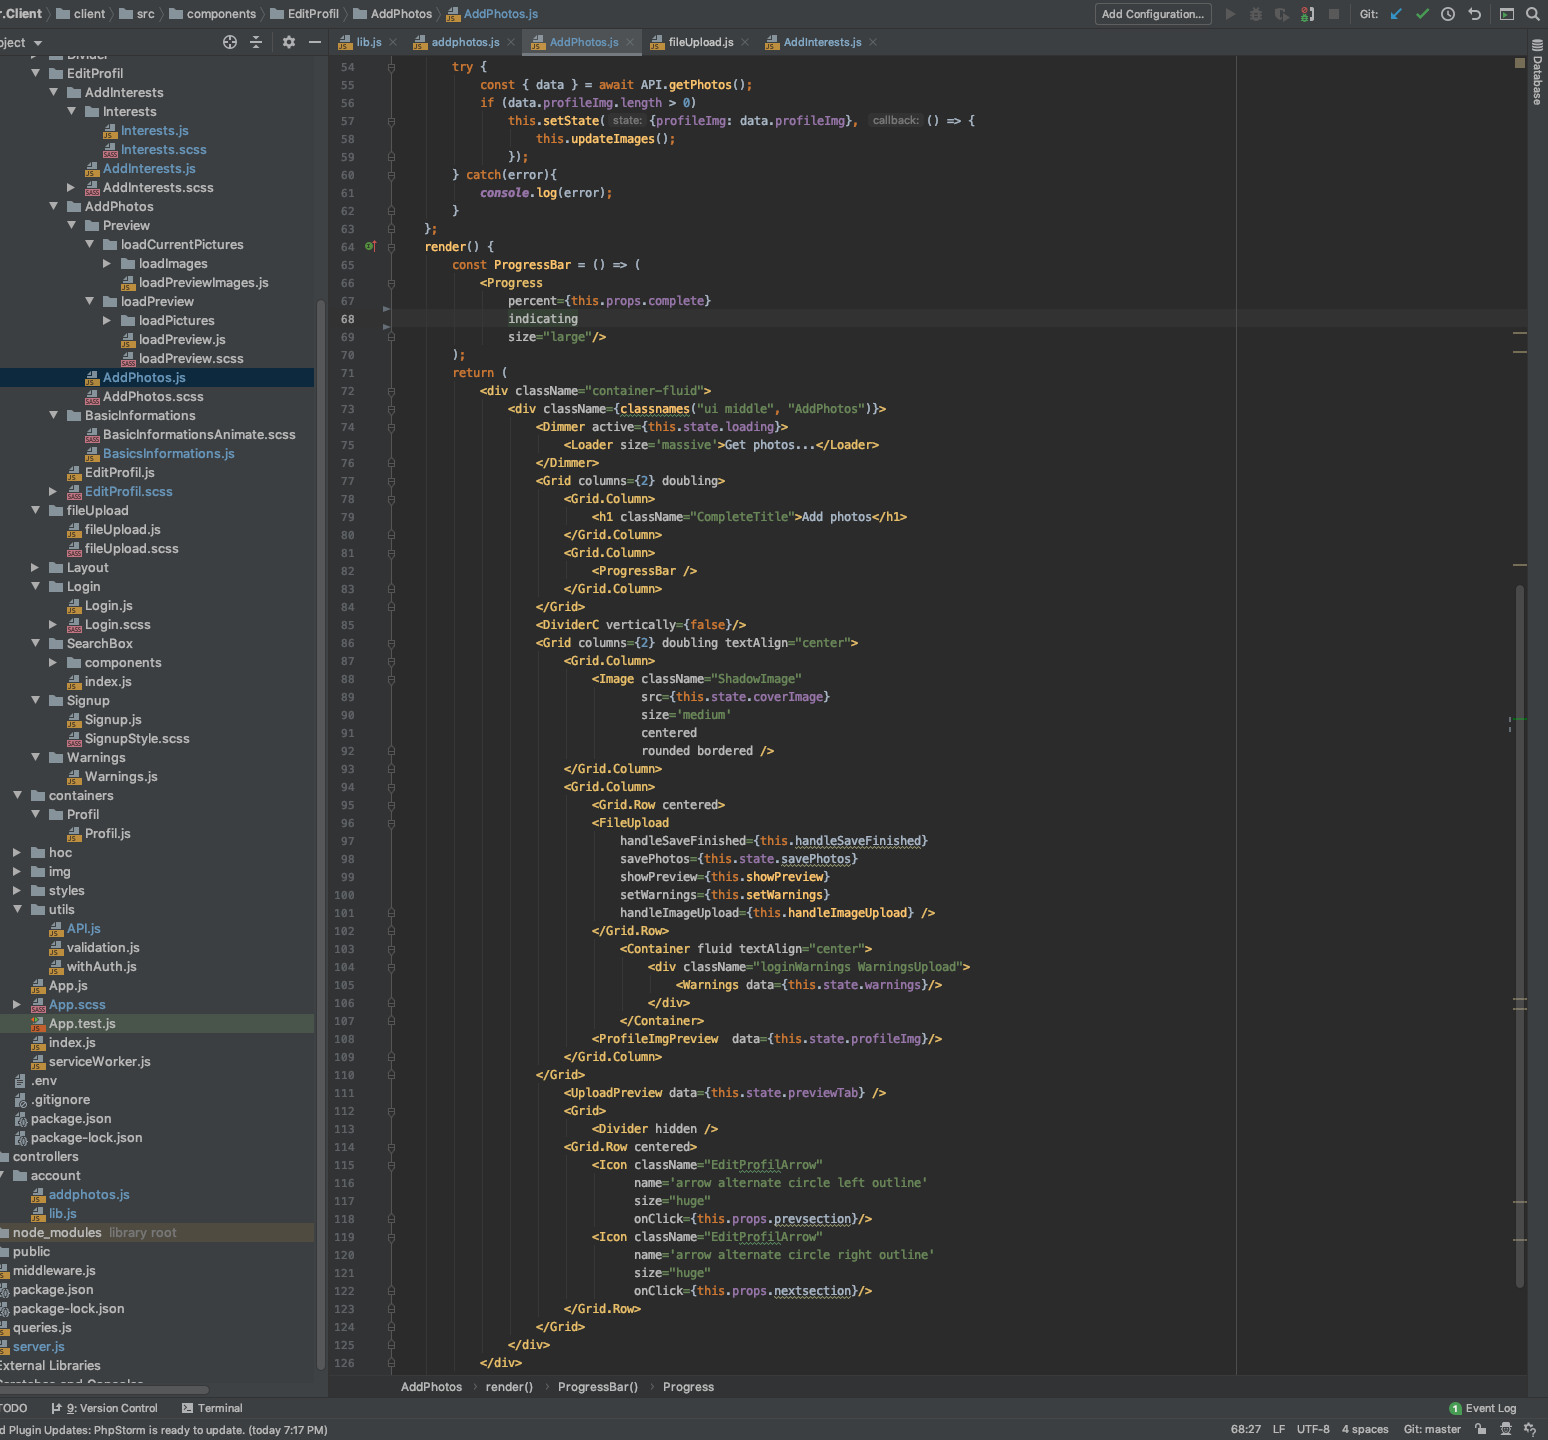 r.Client client src components EditProfil AddPhotos AddPhotos.js Add Configuration... Git:
oject
lib.js addphotos.js AddPhotos.js fileUpload.js AddInterests.js
Database
Divider
EditProfil
AddInterests
Interests
Interests.js
Interests.scss
AddInterests.js
AddInterests.scss
AddPhotos
Preview
loadCurrentPictures
loadImages
loadPreviewImages.js
loadPreview
loadPictures
loadPreview.js
loadPreview.scss
AddPhotos.js
AddPhotos.scss
BasicInformations
BasicInformationsAnimate.scss
BasicsInformations.js
EditProfil.js
EditProfil.scss
fileUpload
fileUpload.js
fileUpload.scss
Layout
Login
Login.js
Login.scss
SearchBox
components
index.js
Signup
Signup.js
SignupStyle.scss
Warnings
Warnings.js
containers
Profil
Profil.js
hoc
img
styles
utils
API.js
validation.js
withAuth.js
App.js
App.scss
App.test.js
index.js
serviceWorker.js
.env
.gitignore
package.json
package-lock.json
controllers
account
addphotos.js
lib.js
node_modules library root
public
middleware.js
package.json
package-lock.json
queries.js
server.js
External Libraries
Scratches and Consoles
54 try {
55 const { data } = await API.getPhotos();
56 if (data.profileImg.length > 0)
57 this.setState( state: {profileImg: data.profileImg}, callback: () => {
58 this.updateImages();
59 });
60 } catch(error){
61 console.log(error);
62 }
63 };
64 render() {
65 const ProgressBar = () => (
66 <Progress
67 percent={this.props.complete}
68 indicating
69 size="large"/>
70 );
71 return (
72 <div className="container-fluid">
73 <div className={classnames("ui middle", "AddPhotos")}>
74 <Dimmer active={this.state.loading}>
75 <Loader size='massive'>Get photos...</Loader>
76 </Dimmer>
77 <Grid columns={2} doubling>
78 <Grid.Column>
79 <h1 className="CompleteTitle">Add photos</h1>
80 </Grid.Column>
81 <Grid.Column>
82 <ProgressBar />
83 </Grid.Column>
84 </Grid>
85 <DividerC vertically={false}/>
86 <Grid columns={2} doubling textAlign="center">
87 <Grid.Column>
88 <Image className="ShadowImage"
89 src={this.state.coverImage}
90 size='medium'
91 centered
92 rounded bordered />
93 </Grid.Column>
94 <Grid.Column>
95 <Grid.Row centered>
96 <FileUpload
97 handleSaveFinished={this.handleSaveFinished}
98 savePhotos={this.state.savePhotos}
99 showPreview={this.showPreview}
100 setWarnings={this.setWarnings}
101 handleImageUpload={this.handleImageUpload} />
102 </Grid.Row>
103 <Container fluid textAlign="center">
104 <div className="loginWarnings WarningsUpload">
105 <Warnings data={this.state.warnings}/>
106 </div>
107 </Container>
108 <ProfileImgPreview  data={this.state.profileImg}/>
109 </Grid.Column>
110 </Grid>
111 <UploadPreview data={this.state.previewTab} />
112 <Grid>
113 <Divider hidden />
114 <Grid.Row centered>
115 <Icon className="EditProfilArrow"
116 name='arrow alternate circle left outline'
117 size="huge"
118 onClick={this.props.prevsection}/>
119 <Icon className="EditProfilArrow"
120 name='arrow alternate circle right outline'
121 size="huge"
122 onClick={this.props.nextsection}/>
123 </Grid.Row>
124 </Grid>
125 </div>
126 </div>
AddPhotos render() ProgressBar() Progress
TODO 9: Version Control Terminal 1 Event Log
d Plugin Updates: PhpStorm is ready to update. (today 7:17 PM) 68:27 LF UTF-8 4 spaces Git: master